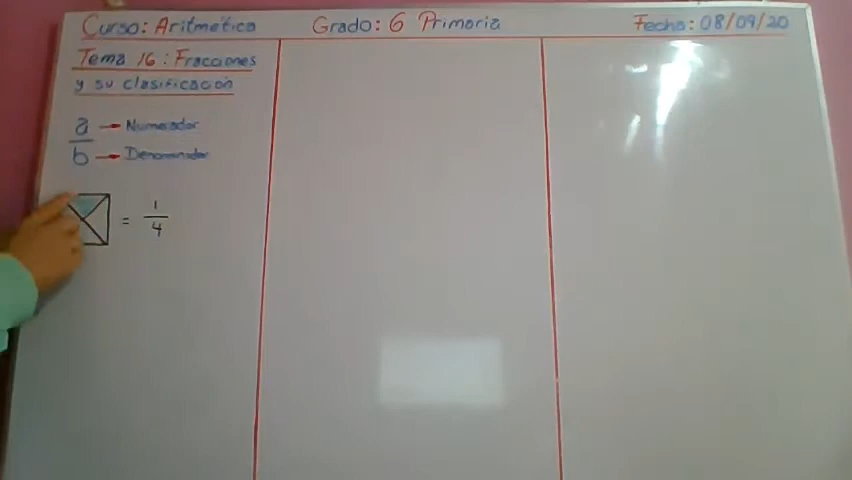 Curso: Aritmética
Grado: 6 Primaria
Fecha: 08/09/20
Tema 16: Fracciones
y su clasificación
a → Numerador
b → Denominador
= 1/4